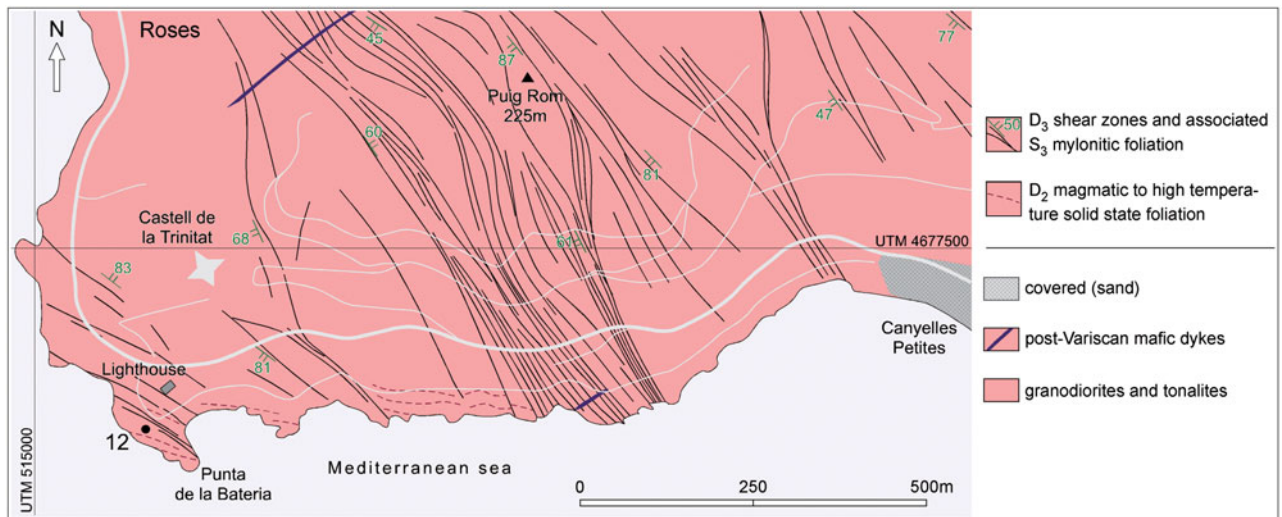 N
Roses
45
87
77
Puig Rom
225m
47
60
81
Castell de
la Trinitat
68
61
UTM 4677500
83
Canyelles
Petites
Lighthouse
81
12
Punta
de la Bateria
Mediterranean sea
UTM 515000
0 250 500m
50
D3 shear zones and associated
S3 mylonitic foliation
D2 magmatic to high tempera-
ture solid state foliation
covered (sand)
post-Variscan mafic dykes
granodiorites and tonalites